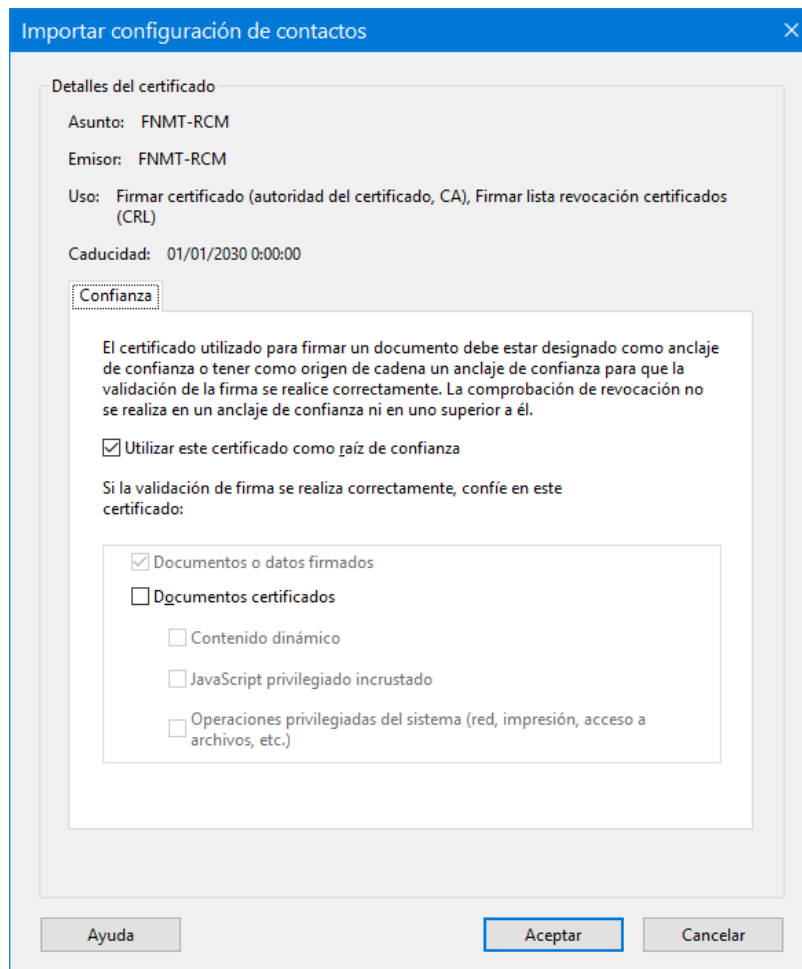 Importar configuración de contactos
Detalles del certificado
Asunto: FNMT-RCM
Emisor: FNMT-RCM
Uso: Firmar certificado (autoridad del certificado, CA), Firmar lista revocación certificados
(CRL)
Caducidad: 01/01/2030 0:00:00
Confianza
El certificado utilizado para firmar un documento debe estar designado como anclaje
de confianza o tener como origen de cadena un anclaje de confianza para que la
validación de la firma se realice correctamente. La comprobación de revocación no
se realiza en un anclaje de confianza ni en uno superior a él.
Utilizar este certificado como raíz de confianza
Si la validación de firma se realiza correctamente, confíe en este
certificado:
Documentos o datos firmados
Documentos certificados
Contenido dinámico
JavaScript privilegiado incrustado
Operaciones privilegiadas del sistema (red, impresión, acceso a
archivos, etc.)
Ayuda
Aceptar
Cancelar